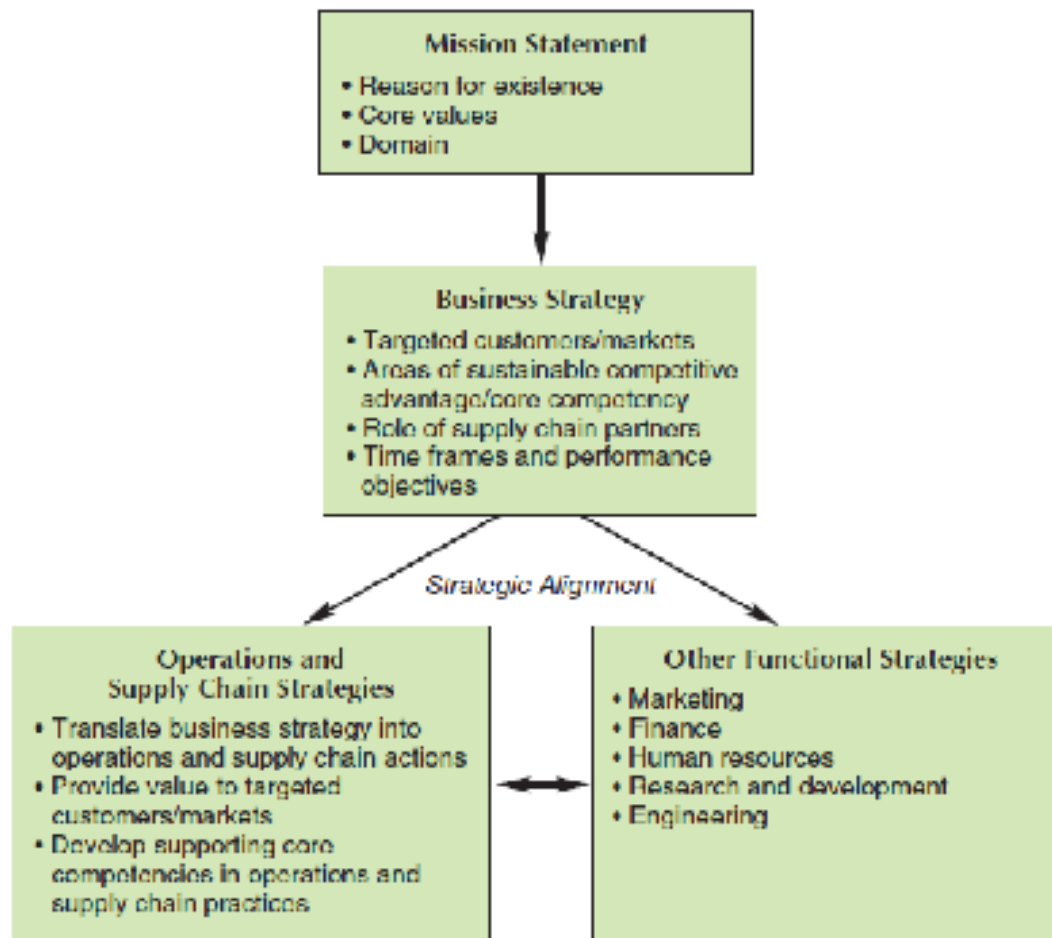 Mission Statement
• Reason for existence
• Core values
• Domain
Business Strategy
• Targeted customers/markets
• Areas of sustainable competitive
advantage/core competency
• Role of supply chain partners
• Time frames and performance
objectives
Strategic Alignment
Operations and
Supply Chain Strategies
• Translate business strategy into
operations and supply chain actions
• Provide value to targeted
customers/markets
• Develop supporting core
competencies in operations and
supply chain practices
Other Functional Strategies
• Marketing
• Finance
• Human resources
• Research and development
• Engineering